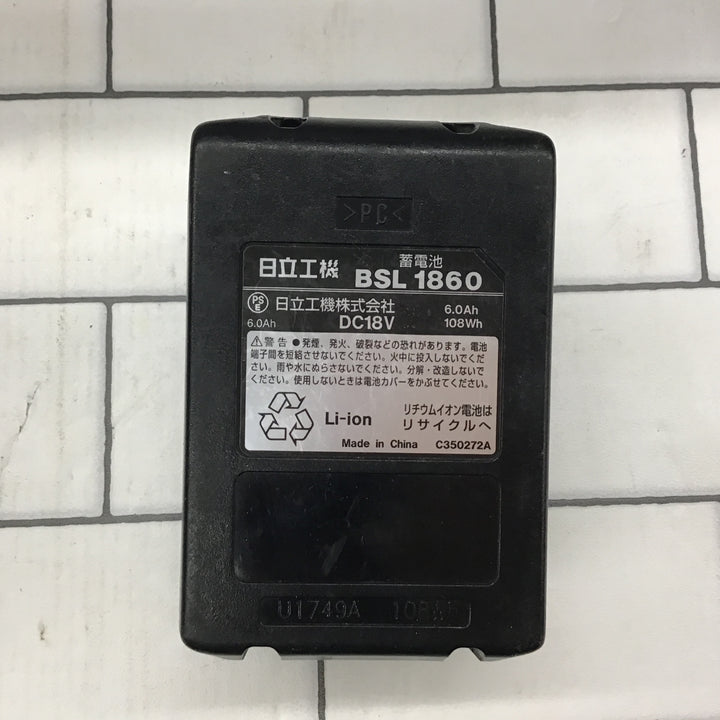 >PC<
日立工機 蓄電池 BSL 1860
PSE 日立工機株式会社 6.0Ah
6.0Ah DC18V 108Wh
⚠警告 ●発煙、発火、破裂などの恐れがあります。電池
端子間を短絡させないでください。火中に投入しないでくだ
さい。雨や水にぬらさないでください。分解・改造しないで
ください。使用しないときは電池カバーをかぶせてください。
Li-ion リチウムイオン電池は
リサイクルへ
Made in China C350272A
U1749A